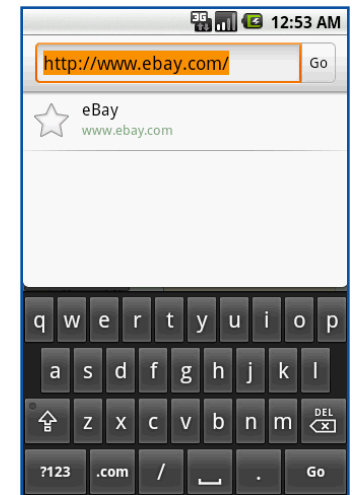 3G 12:53 AM
http://www.ebay.com/ Go
eBay
www.ebay.com
q w e r t y u i o p
a s d f g h j k l
z x c v b n m DEL
?123 .com / . Go